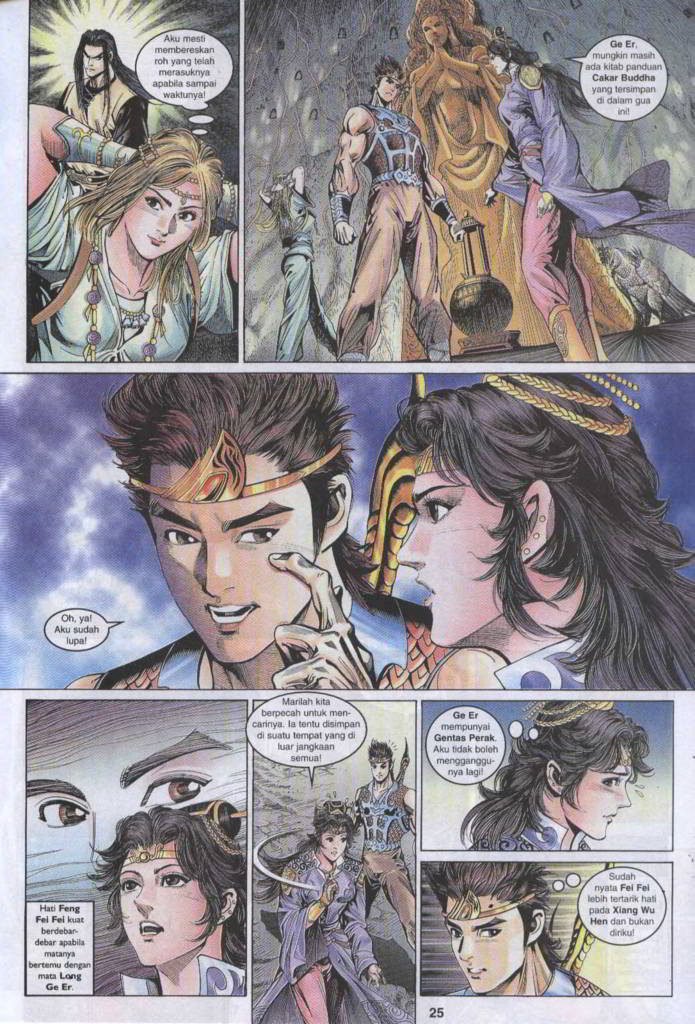 Aku mesti
membereskan
roh yang telah
merasuknya
apabila sampai
waktunya!
Ge Er,
mungkin masih
ada kitab panduan
Cakar Buddha
yang tersimpan
di dalam gua
ini!
Oh, ya!
Aku sudah
lupa!
Hati Feng
Fei Fei kuat
berdebar-
debar apabila
matanya
bertemu dengan
mata Long
Ge Er.
Marilah kita
berpecah untuk men-
carinya. Ia tentu disimpan
di suatu tempat yang di
luar jangkaan
semua!
Ge Er
mempunyai
Gentas Perak.
Aku tidak boleh
mengganggu-
nya lagi!
Sudah
nyata Fei Fei
lebih tertarik hati
pada Xiang Wu
Hen dan bukan
diriku!
25